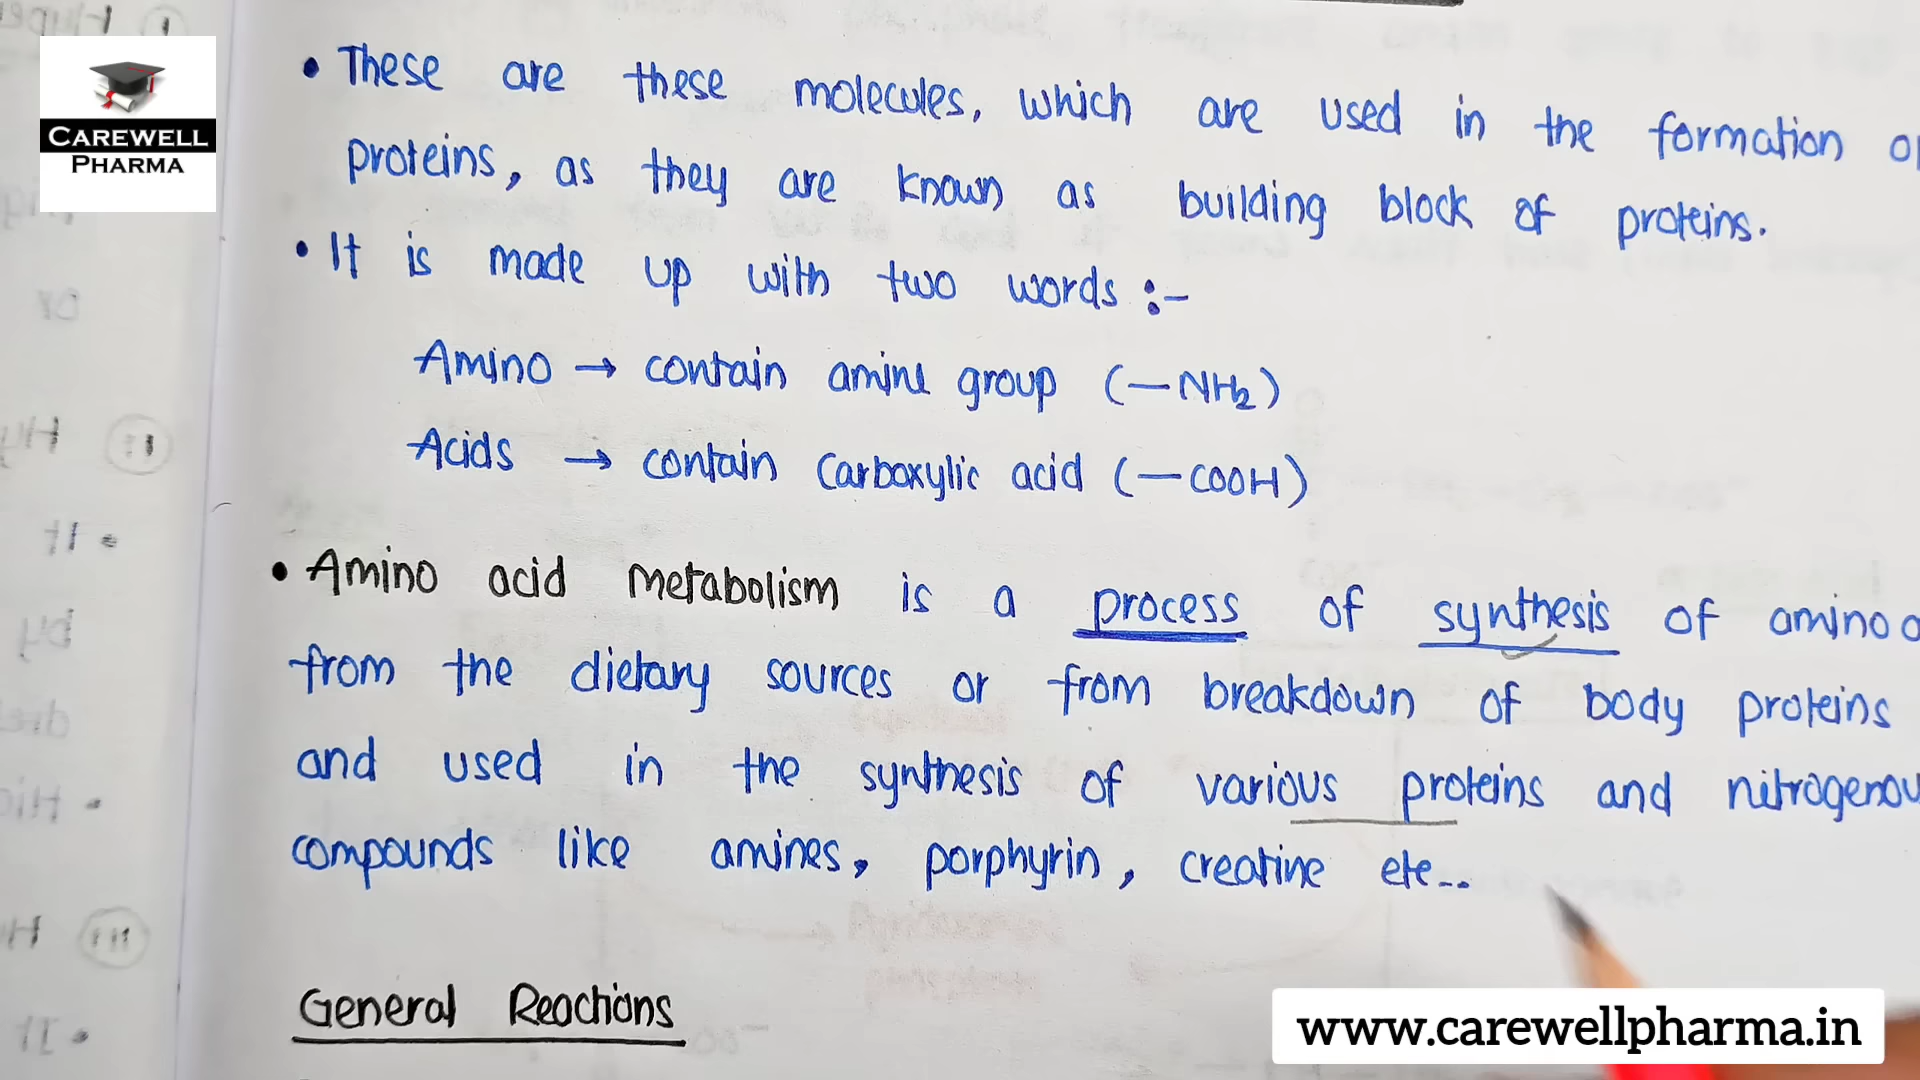 CAREWELL
PHARMA
• These are these molecules, which are used in the formation
proteins, as they are known as building block of proteins.
• It is made up with two words :-
Amino → contain amine group (-NH₂)
Acids → contain carboxylic acid (-COOH)
• Amino acid metabolism is a process of synthesis of amino
from the dietary sources or from breakdown of body proteins
and used in the synthesis of various proteins and nitrogenou
compounds like amines, porphyrin, creatine etc..
General Reactions
www.carewellpharma.in